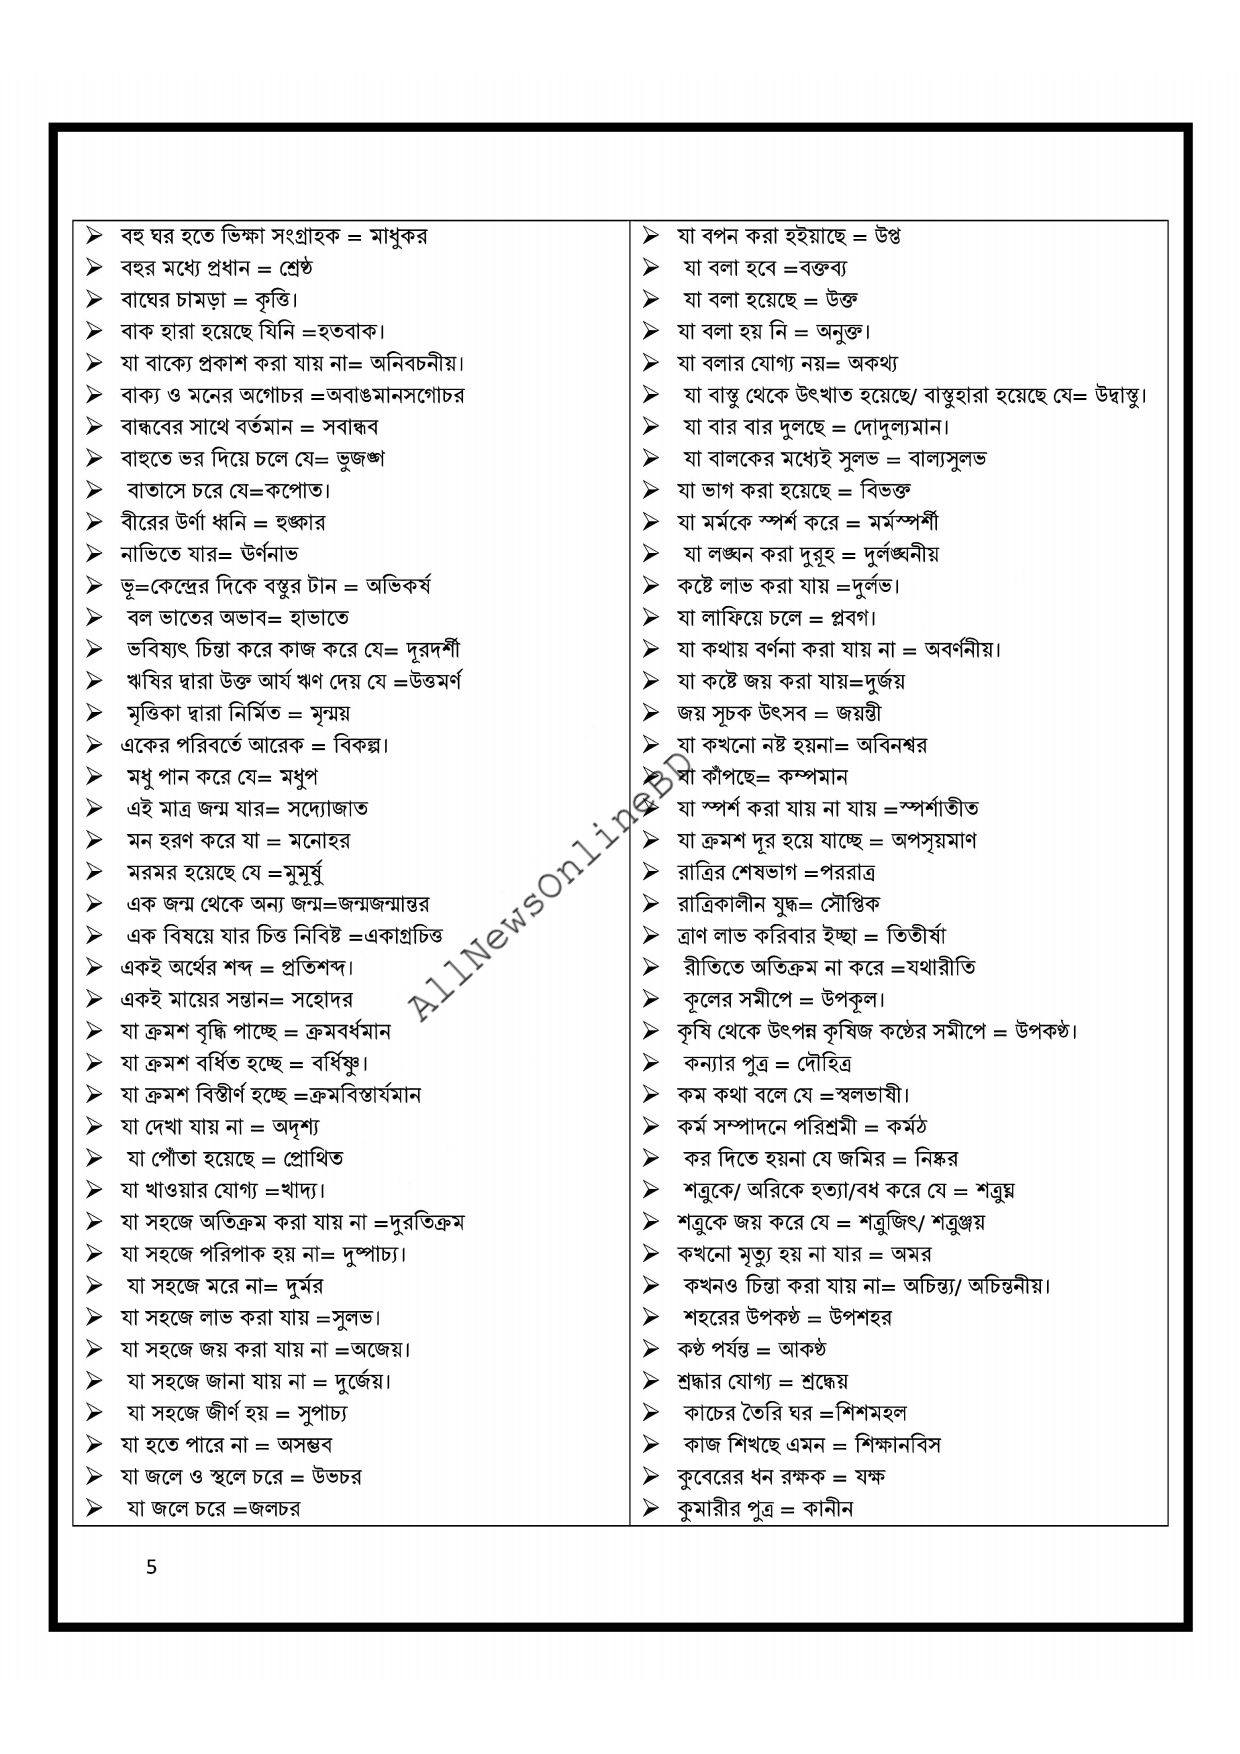 ➢ বহু ঘর হতে ভিক্ষা সংগ্রাহক = মাধুকর
➢ বহুর মধ্যে প্রধান = শ্রেষ্ঠ
➢ বাঘের চামড়া = কৃত্তি।
➢ বাক হারা হয়েছে যিনি =হতবাক।
➢ যা বাক্যে প্রকাশ করা যায় না= অনিবচনীয়।
➢ বাক্য ও মনের অগোচর =অবাঙমানসগোচর
➢ বান্ধবের সাথে বর্তমান = সবান্ধব
➢ বাহুতে ভর দিয়ে চলে যে= ভুজঙ্গ
➢ বাতাসে চরে যে=কপোত।
➢ বীরের উর্ণা ধ্বনি = হুঙ্কার
➢ নাভিতে যার= ঊর্ণনাভ
➢ ভূ=কেন্দ্রের দিকে বস্তুর টান = অভিকর্ষ
➢ বল ভাতের অভাব= হাভাতে
➢ ভবিষ্যৎ চিন্তা করে কাজ করে যে= দূরদর্শী
➢ ঋষির দ্বারা উক্ত আর্য ঋণ দেয় যে =উত্তমর্ণ
➢ মৃত্তিকা দ্বারা নির্মিত = মৃন্ময়
➢ একের পরিবর্তে আরেক = বিকল্প।
➢ মধু পান করে যে= মধুপ
➢ এই মাত্র জন্ম যার= সদ্যোজাত
➢ মন হরণ করে যা = মনোহর
➢ মরমর হয়েছে যে =মুমূর্ষু
➢ এক জন্ম থেকে অন্য জন্ম=জন্মজন্মান্তর
➢ এক বিষয়ে যার চিত্ত নিবিষ্ট =একাগ্রচিত্ত
➢ একই অর্থের শব্দ = প্রতিশব্দ।
➢ একই মায়ের সন্তান= সহোদর
➢ যা ক্রমশ বৃদ্ধি পাচ্ছে = ক্রমবর্ধমান
➢ যা ক্রমশ বর্ধিত হচ্ছে = বর্ধিষ্ণু।
➢ যা ক্রমশ বিস্তীর্ণ হচ্ছে =ক্রমবিস্তার্যমান
➢ যা দেখা যায় না = অদৃশ্য
➢ যা পোঁতা হয়েছে = প্রোথিত
➢ যা খাওয়ার যোগ্য =খাদ্য।
➢ যা সহজে অতিক্রম করা যায় না =দুরতিক্রম
➢ যা সহজে পরিপাক হয় না= দুষ্পাচ্য।
➢ যা সহজে মরে না= দুর্মর
➢ যা সহজে লাভ করা যায় =সুলভ।
➢ যা সহজে জয় করা যায় না =অজেয়।
➢ যা সহজে জানা যায় না = দুর্জেয়।
➢ যা সহজে জীর্ণ হয় = সুপাচ্য
➢ যা হতে পারে না = অসম্ভব
➢ যা জলে ও স্থলে চরে = উভচর
➢ যা জলে চরে =জলচর
➢ যা বপন করা হইয়াছে = উপ্ত
➢ যা বলা হবে =বক্তব্য
➢ যা বলা হয়েছে = উক্ত
➢ যা বলা হয় নি = অনুক্ত।
➢ যা বলার যোগ্য নয়= অকথ্য
➢ যা বাস্তু থেকে উৎখাত হয়েছে/ বাস্তুহারা হয়েছে যে= উদ্বাস্তু।
➢ যা বার বার দুলছে = দোদুল্যমান।
➢ যা বালকের মধ্যেই সুলভ = বাল্যসুলভ
➢ যা ভাগ করা হয়েছে = বিভক্ত
➢ যা মর্মকে স্পর্শ করে = মর্মস্পর্শী
➢ যা লঙ্ঘন করা দুরূহ = দুর্লঙ্ঘনীয়
➢ কষ্টে লাভ করা যায় =দুর্লভ।
➢ যা লাফিয়ে চলে = প্লবগ।
➢ যা কথায় বর্ণনা করা যায় না = অবর্ণনীয়।
➢ যা কষ্টে জয় করা যায়=দুর্জয়
➢ জয় সূচক উৎসব = জয়ন্তী
➢ যা কখনো নষ্ট হয়না= অবিনশ্বর
➢ যা কাঁপছে= কম্পমান
➢ যা স্পর্শ করা যায় না যায় =স্পর্শাতীত
➢ যা ক্রমশ দূর হয়ে যাচ্ছে = অপসৃয়মাণ
➢ রাত্রির শেষভাগ =পররাত্র
➢ রাত্রিকালীন যুদ্ধ= সৌপ্তিক
➢ ত্রাণ লাভ করিবার ইচ্ছা = তিতীর্ষা
➢ রীতিতে অতিক্রম না করে =যথারীতি
➢ কূলের সমীপে = উপকূল।
➢ কৃষি থেকে উৎপন্ন কৃষিজ কণ্ঠের সমীপে = উপকণ্ঠ।
➢ কন্যার পুত্র = দৌহিত্র
➢ কম কথা বলে যে =স্বলভাষী।
➢ কর্ম সম্পাদনে পরিশ্রমী = কর্মঠ
➢ কর দিতে হয়না যে জমির = নিষ্কর
➢ শত্রুকে/ অরিকে হত্যা/বধ করে যে = শত্রুঘ্ন
➢ শত্রুকে জয় করে যে = শত্রুজিৎ/ শত্রুঞ্জয়
➢ কখনো মৃত্যু হয় না যার = অমর
➢ কখনও চিন্তা করা যায় না= অচিন্ত্য/ অচিন্তনীয়।
➢ শহরের উপকণ্ঠ = উপশহর
➢ কণ্ঠ পর্যন্ত = আকণ্ঠ
➢ শ্রদ্ধার যোগ্য = শ্রদ্ধেয়
➢ কাচের তৈরি ঘর =শিশমহল
➢ কাজ শিখছে এমন = শিক্ষানবিস
➢ কুবেরের ধন রক্ষক = যক্ষ
➢ কুমারীর পুত্র = কানীন
AllNewsOnlineBD
5